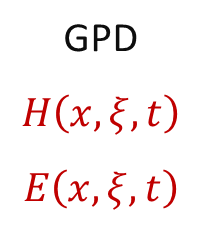 GPD
H(x, ξ, t)
E(x, ξ, t)